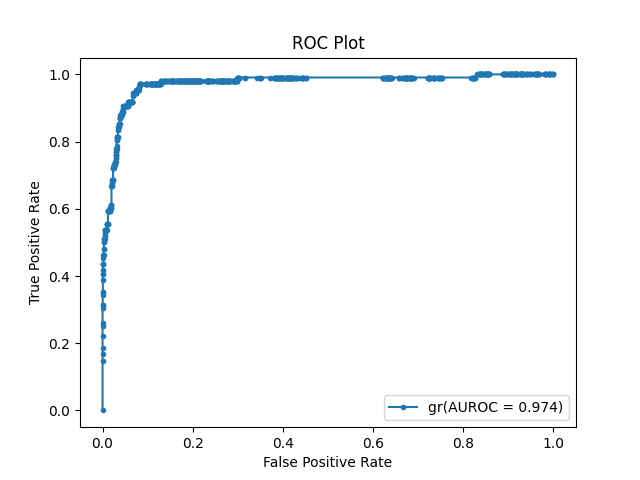 ROC Plot
True Positive Rate
1.0
0.8
0.6
0.4
0.2
0.0
gr(AUROC = 0.974)
0.0 0.2 0.4 0.6 0.8 1.0
False Positive Rate